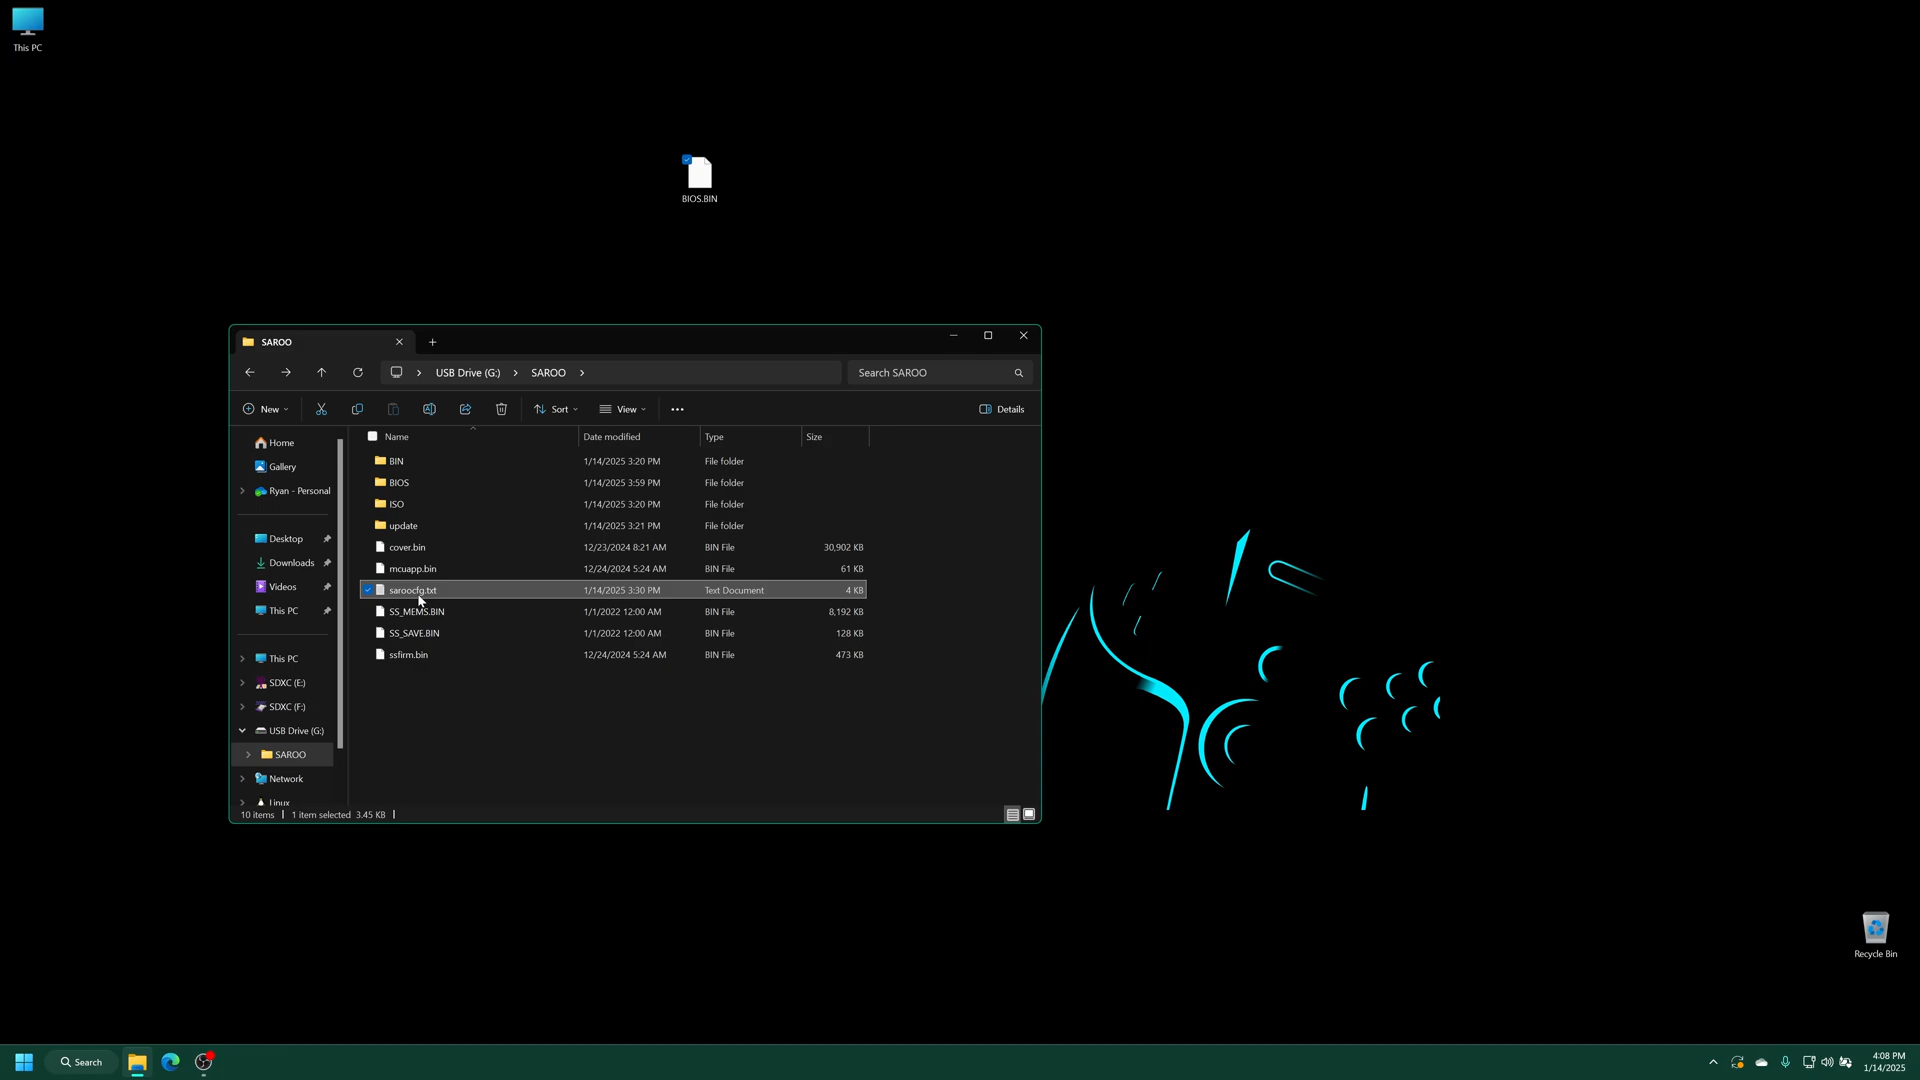 This PC
BIOS.BIN
SAROO
USB Drive (G:)
SAROO
Search SAROO
New
Sort
View
Details
Name
Date modified
Type
Size
Home
Gallery
Ryan - Personal
Desktop
Downloads
Videos
This PC
This PC
SDXC (E:)
SDXC (F:)
USB Drive (G:)
SAROO
Network
Linux
BIN 1/14/2025 3:20 PM File folder
BIOS 1/14/2025 3:59 PM File folder
ISO 1/14/2025 3:20 PM File folder
update 1/14/2025 3:21 PM File folder
cover.bin 12/23/2024 8:21 AM BIN File 30,902 KB
mcuapp.bin 12/24/2024 5:24 AM BIN File 61 KB
saroocfg.txt 1/14/2025 3:30 PM Text Document 4 KB
SS_MEMS.BIN 1/1/2022 12:00 AM BIN File 8,192 KB
SS_SAVE.BIN 1/1/2022 12:00 AM BIN File 128 KB
ssfirm.bin 12/24/2024 5:24 AM BIN File 473 KB
10 items 1 item selected 3.45 KB
Recycle Bin
Search
4:08 PM
1/14/2025